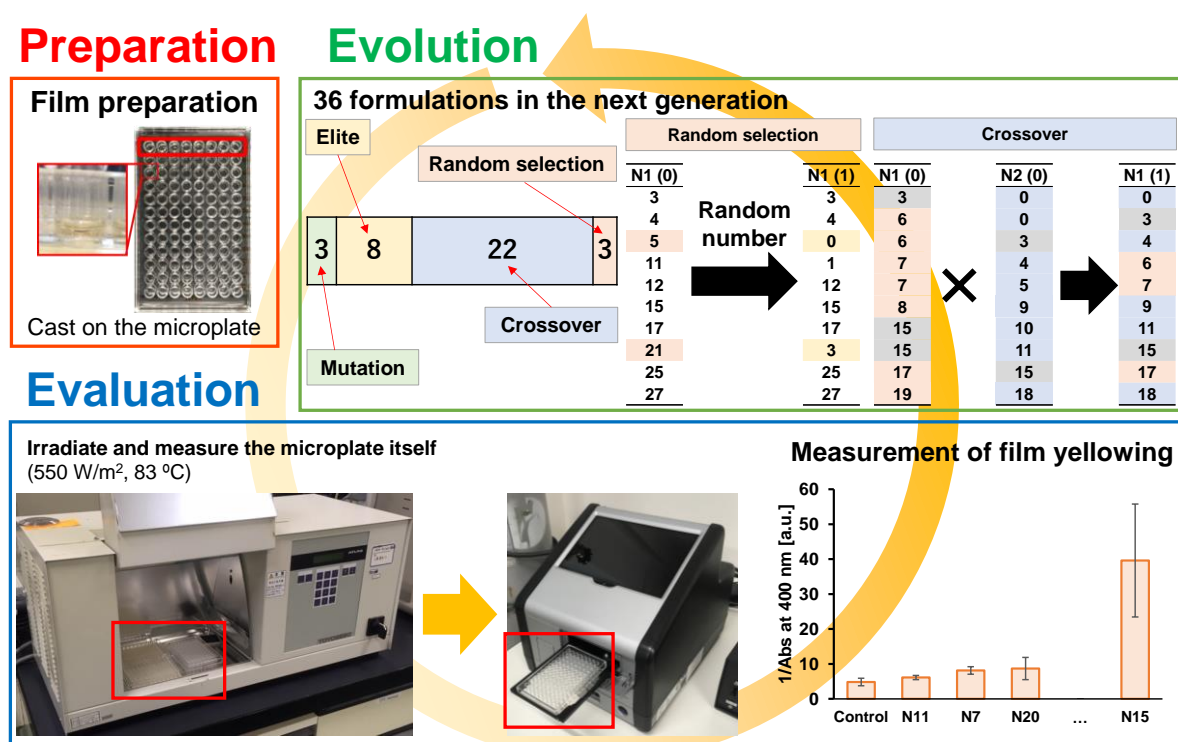 Preparation
Evolution
Film preparation
Cast on the microplate
36 formulations in the next generation
Elite
Random selection
3 8 22 3
Crossover
Mutation
Random selection
Crossover
N1 (0) N1 (1) N1 (0) N2 (0) N1 (1)
3 3 3 0 0
4 4 6 0 3
Random
number
5 0 6 3 4
11 1 7 4 6
12 12 7 5 7
15 15 8 9 9
17 17 15 10 11
21 3 15 11 15
25 25 17 15 17
27 27 19 18 18
Evaluation
Irradiate and measure the microplate itself
(550 W/m², 83 ºC)
Measurement of film yellowing
1/Abs at 400 nm [a.u.]
60
50
40
30
20
10
0
Control N11 N7 N20 ... N15